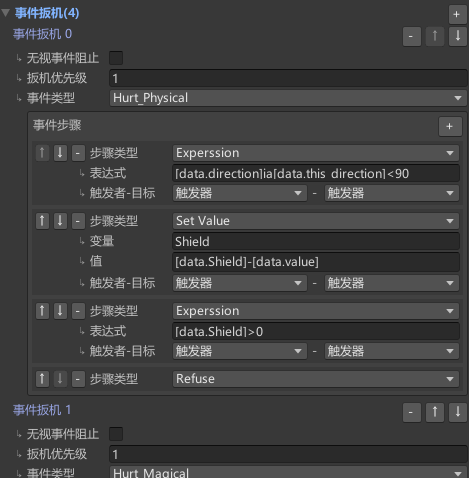 事件扳机(4)
+
事件扳机 0
- ↑ ↓
无视事件阻止
扳机优先级 1
事件类型 Hurt_Physical
事件步骤 +
↑ ↓ - 步骤类型 Experssion
表达式 [data.direction]ia[data.this_direction]<90
触发者-目标 触发器 - 触发器
↑ ↓ - 步骤类型 Set Value
变量 Shield
值 [data.Shield]-[data.value]
触发者-目标 触发器 - 触发器
↑ ↓ - 步骤类型 Experssion
表达式 [data.Shield]>0
触发者-目标 触发器 - 触发器
↑ ↓ - 步骤类型 Refuse
事件扳机 1 - ↑ ↓
无视事件阻止
扳机优先级 1
事件类型 Hurt_Magical